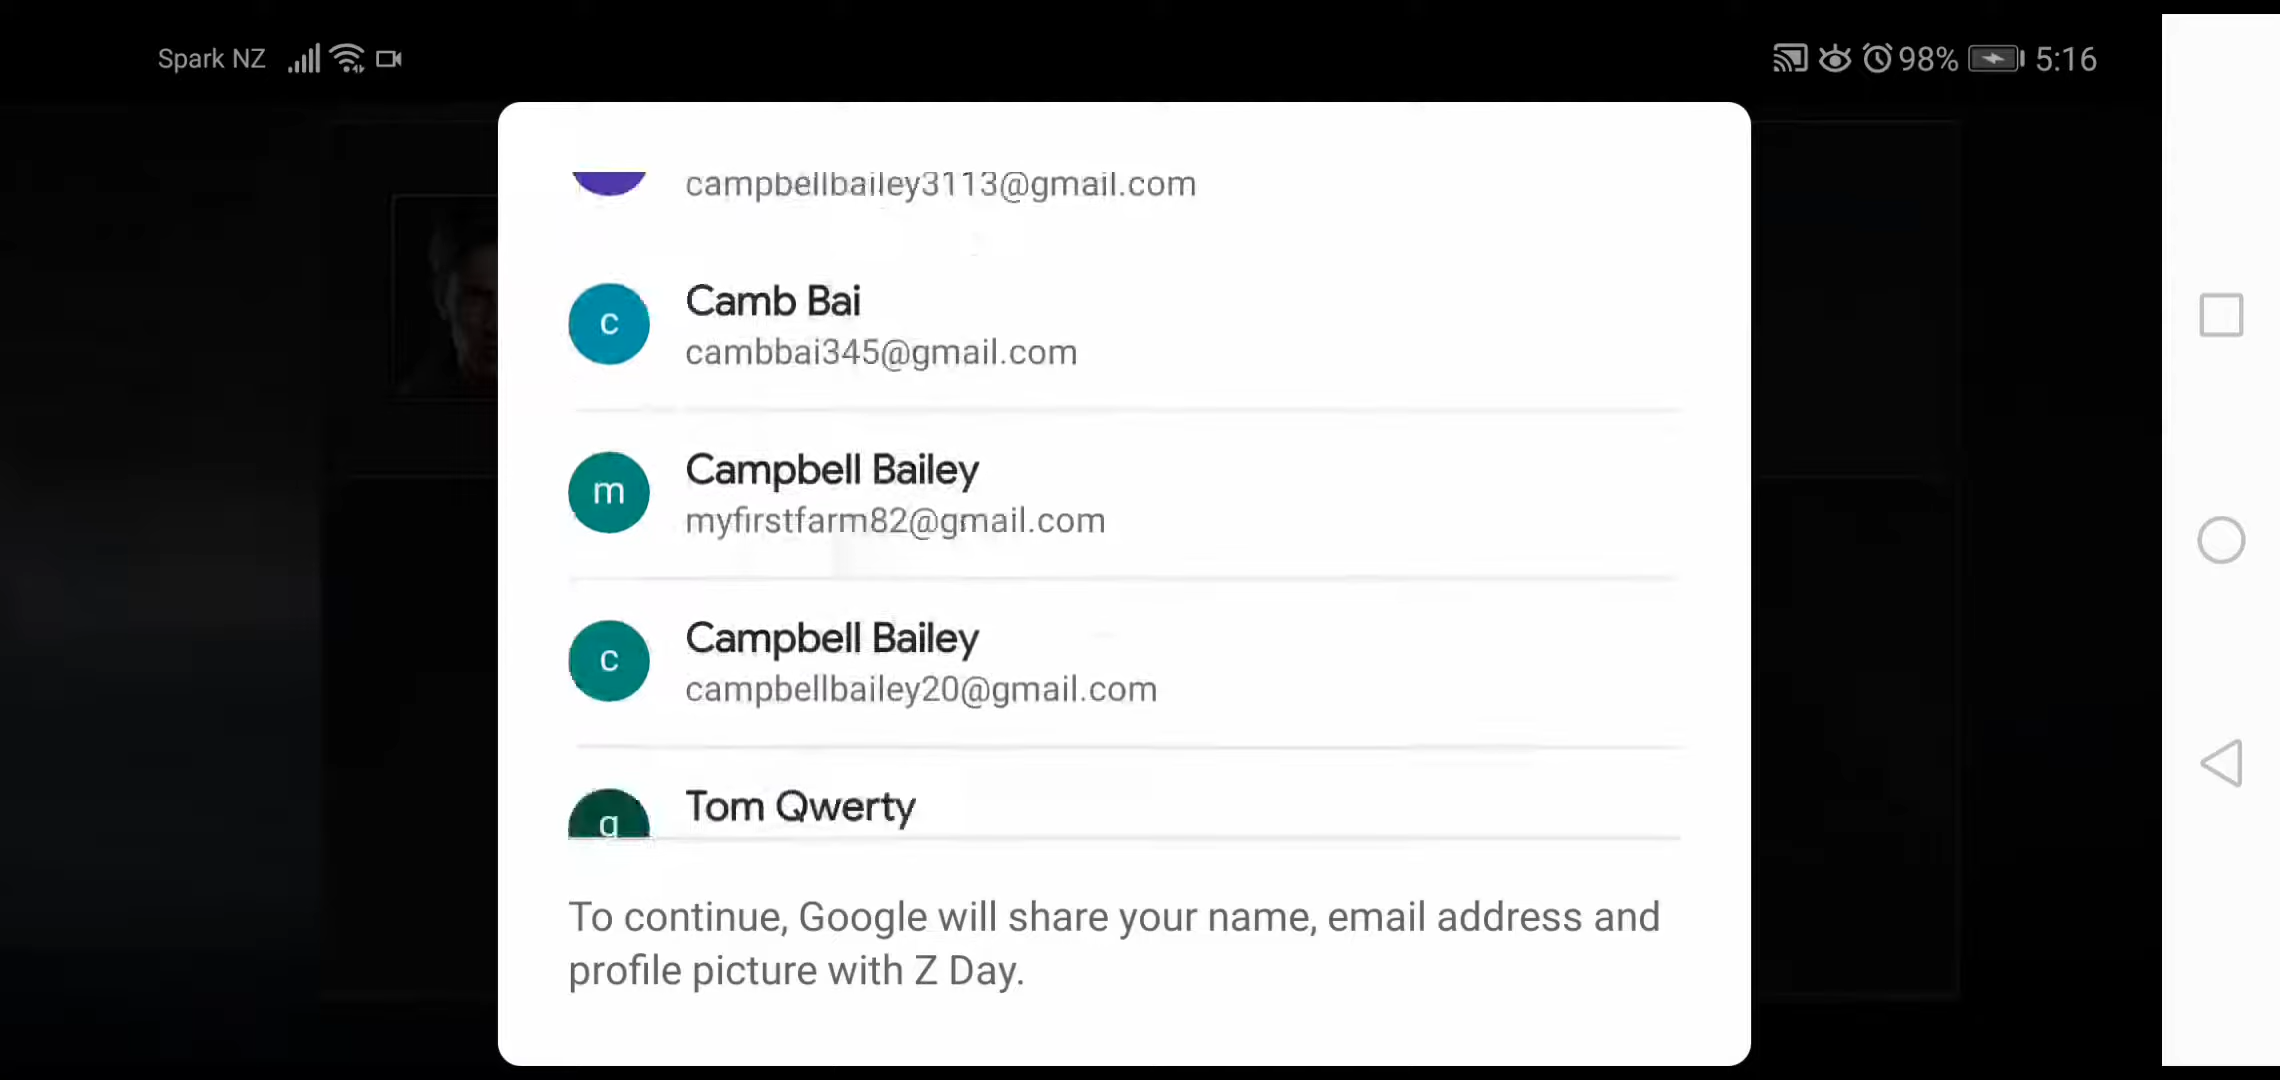 Spark NZ 98% 5:16
campbellbailey3113@gmail.com
c
Camb Bai
cambbai345@gmail.com
m
Campbell Bailey
myfirstfarm82@gmail.com
c
Campbell Bailey
campbellbailey20@gmail.com
q
Tom Qwerty
To continue, Google will share your name, email address and
profile picture with Z Day.